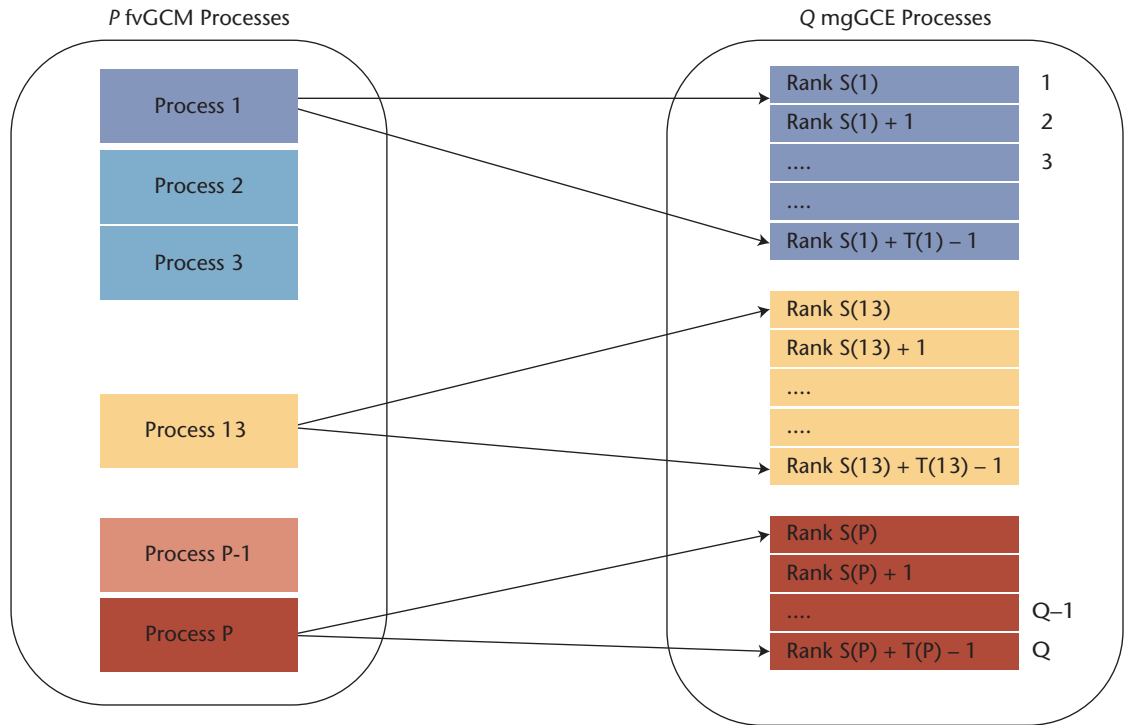 P fvGCM Processes
Process 1
Process 2
Process 3
Process 13
Process P-1
Process P
Q mgGCE Processes
Rank S(1) 1
Rank S(1) + 1 2
.... 3
....
Rank S(1) + T(1) – 1
Rank S(13)
Rank S(13) + 1
....
....
Rank S(13) + T(13) – 1
Rank S(P)
Rank S(P) + 1
.... Q–1
Rank S(P) + T(P) – 1 Q